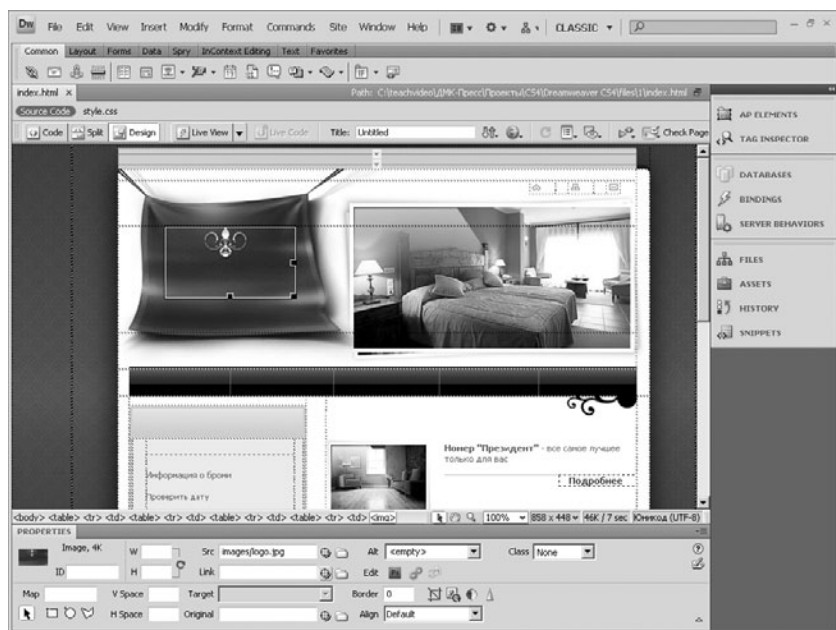 Dw File Edit View Insert Modify Format Commands Site Window Help CLASSIC
Common Layout Forms Data Spry InContext Editing Text Favorites
index.html × Path: C:\teachvideo\ДМК-Пресс\Проекты\CS4\Dreamweaver CS4\files\1\index.html
Source Code style.css
Code Split Design Live View Live Code Title: Untitled Check Page
AP ELEMENTS
TAG INSPECTOR
DATABASES
BINDINGS
SERVER BEHAVIORS
FILES
ASSETS
HISTORY
SNIPPETS
Номер "Президент" - все самое лучшее
только для вас
Подробнее
Информация о брони
Проверить дату
<body> <table> <tr> <td> <table> <tr> <td> <table> <tr> <td> <table> <tr> <td> <img> 100% 858 x 448 46K / 7 sec Юникод (UTF-8)
PROPERTIES
Image, 4K W Src images/logo.jpg Alt <empty> Class None
ID H Link Edit
Map V Space Target Border 0
H Space Original Align Default